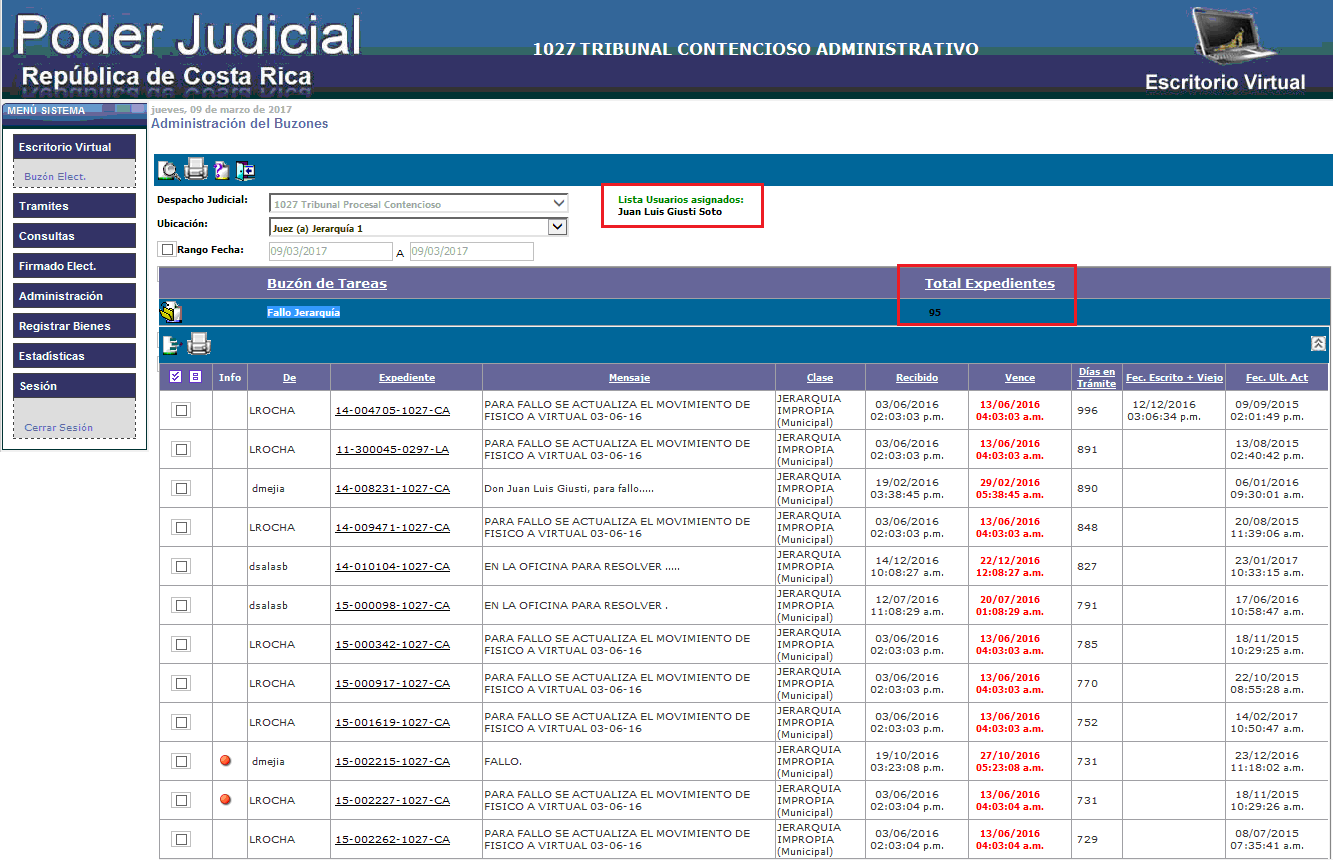 Poder Judicial
República de Costa Rica
1027 TRIBUNAL CONTENCIOSO ADMINISTRATIVO
Escritorio Virtual
MENÚ SISTEMA
Escritorio Virtual
Buzón Elect.
Tramites
Consultas
Firmado Elect.
Administración
Registrar Bienes
Estadísticas
Sesión
Cerrar Sesión
jueves, 09 de marzo de 2017
Administración del Buzones
Despacho Judicial: 1027 Tribunal Procesal Contencioso
Ubicación: Juez (a) Jerarquía 1
Rango Fecha: 09/03/2017 A 09/03/2017
Lista Usuarios asignados:
Juan Luis Giusti Soto
Buzón de Tareas Total Expedientes
Fallo Jerarquía 95
Info De Expediente Mensaje Clase Recibido Vence Días en Trámite Fec. Escrito + Viejo Fec. Ult. Act
LROCHA 14-004705-1027-CA PARA FALLO SE ACTUALIZA EL MOVIMIENTO DE FISICO A VIRTUAL 03-06-16 JERARQUIA IMPROPIA (Municipal) 03/06/2016 02:03:03 p.m. 13/06/2016 04:03:03 a.m. 996 12/12/2016 03:06:34 p.m. 09/09/2015 02:01:49 p.m.
LROCHA 11-300045-0297-LA PARA FALLO SE ACTUALIZA EL MOVIMIENTO DE FISICO A VIRTUAL 03-06-16 JERARQUIA IMPROPIA (Municipal) 03/06/2016 02:03:03 p.m. 13/06/2016 04:03:03 a.m. 891 13/08/2015 02:40:42 p.m.
dmejia 14-008231-1027-CA Don Juan Luis Giusti, para fallo..... JERARQUIA IMPROPIA (Municipal) 19/02/2016 03:38:45 p.m. 29/02/2016 05:38:45 a.m. 890 06/01/2016 09:30:01 a.m.
LROCHA 14-009471-1027-CA PARA FALLO SE ACTUALIZA EL MOVIMIENTO DE FISICO A VIRTUAL 03-06-16 JERARQUIA IMPROPIA (Municipal) 03/06/2016 02:03:03 p.m. 13/06/2016 04:03:03 a.m. 848 20/08/2015 11:39:06 a.m.
dsalasb 14-010104-1027-CA EN LA OFICINA PARA RESOLVER ..... JERARQUIA IMPROPIA (Municipal) 14/12/2016 10:08:27 a.m. 22/12/2016 12:08:27 a.m. 827 23/01/2017 10:33:15 a.m.
dsalasb 15-000098-1027-CA EN LA OFICINA PARA RESOLVER . JERARQUIA IMPROPIA (Municipal) 12/07/2016 11:08:29 a.m. 20/07/2016 01:08:29 a.m. 791 17/06/2016 10:58:47 a.m.
LROCHA 15-000342-1027-CA PARA FALLO SE ACTUALIZA EL MOVIMIENTO DE FISICO A VIRTUAL 03-06-16 JERARQUIA IMPROPIA (Municipal) 03/06/2016 02:03:03 p.m. 13/06/2016 04:03:03 a.m. 785 18/11/2015 10:29:25 a.m.
LROCHA 15-000917-1027-CA PARA FALLO SE ACTUALIZA EL MOVIMIENTO DE FISICO A VIRTUAL 03-06-16 JERARQUIA IMPROPIA (Municipal) 03/06/2016 02:03:03 p.m. 13/06/2016 04:03:03 a.m. 770 22/10/2015 08:55:28 a.m.
LROCHA 15-001619-1027-CA PARA FALLO SE ACTUALIZA EL MOVIMIENTO DE FISICO A VIRTUAL 03-06-16 JERARQUIA IMPROPIA (Municipal) 03/06/2016 02:03:03 p.m. 13/06/2016 04:03:03 a.m. 752 14/02/2017 10:50:47 a.m.
dmejia 15-002215-1027-CA FALLO. JERARQUIA IMPROPIA (Municipal) 19/10/2016 03:23:08 p.m. 27/10/2016 05:23:08 a.m. 731 23/12/2016 11:18:02 a.m.
LROCHA 15-002227-1027-CA PARA FALLO SE ACTUALIZA EL MOVIMIENTO DE FISICO A VIRTUAL 03-06-16 JERARQUIA IMPROPIA (Municipal) 03/06/2016 02:03:04 p.m. 13/06/2016 04:03:04 a.m. 731 18/11/2015 10:29:26 a.m.
LROCHA 15-002262-1027-CA PARA FALLO SE ACTUALIZA EL MOVIMIENTO DE FISICO A VIRTUAL 03-06-16 JERARQUIA IMPROPIA (Municipal) 03/06/2016 02:03:04 p.m. 13/06/2016 04:03:04 a.m. 729 08/07/2015 07:35:41 a.m.